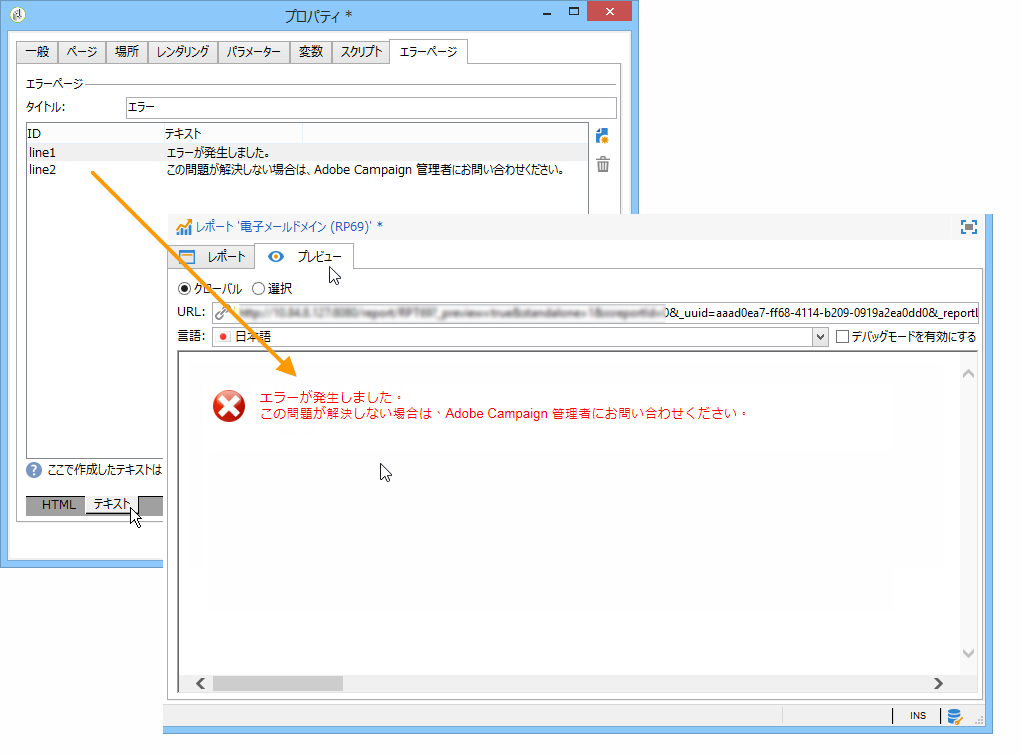 プロパティ *
一般 ページ 場所 レンダリング パラメーター 変数 スクリプト エラーページ
エラーページ
タイトル: エラー
ID テキスト
line1 エラーが発生しました。
line2 この問題が解決しない場合は、Adobe Campaign 管理者にお問い合わせください。
ここで作成したテキストは
HTML テキスト
レポート '電子メールドメイン (RP69)' *
レポート プレビュー
グローバル 選択
URL: 0&_uuid=aaad0ea7-ff68-4114-b209-0919a2ea0dd0&_reportL
言語: 日本語 デバッグモードを有効にする
エラーが発生しました。
この問題が解決しない場合は、Adobe Campaign 管理者にお問い合わせください。
INS